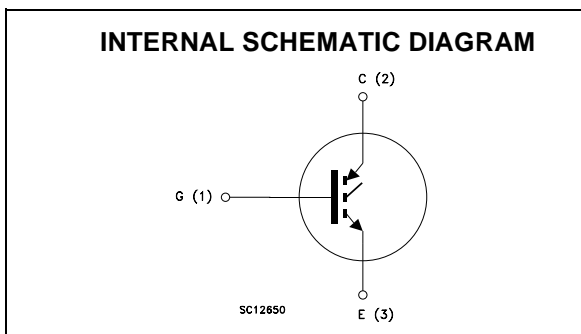 INTERNAL SCHEMATIC DIAGRAM
C (2)
G (1)
SC12650
E (3)